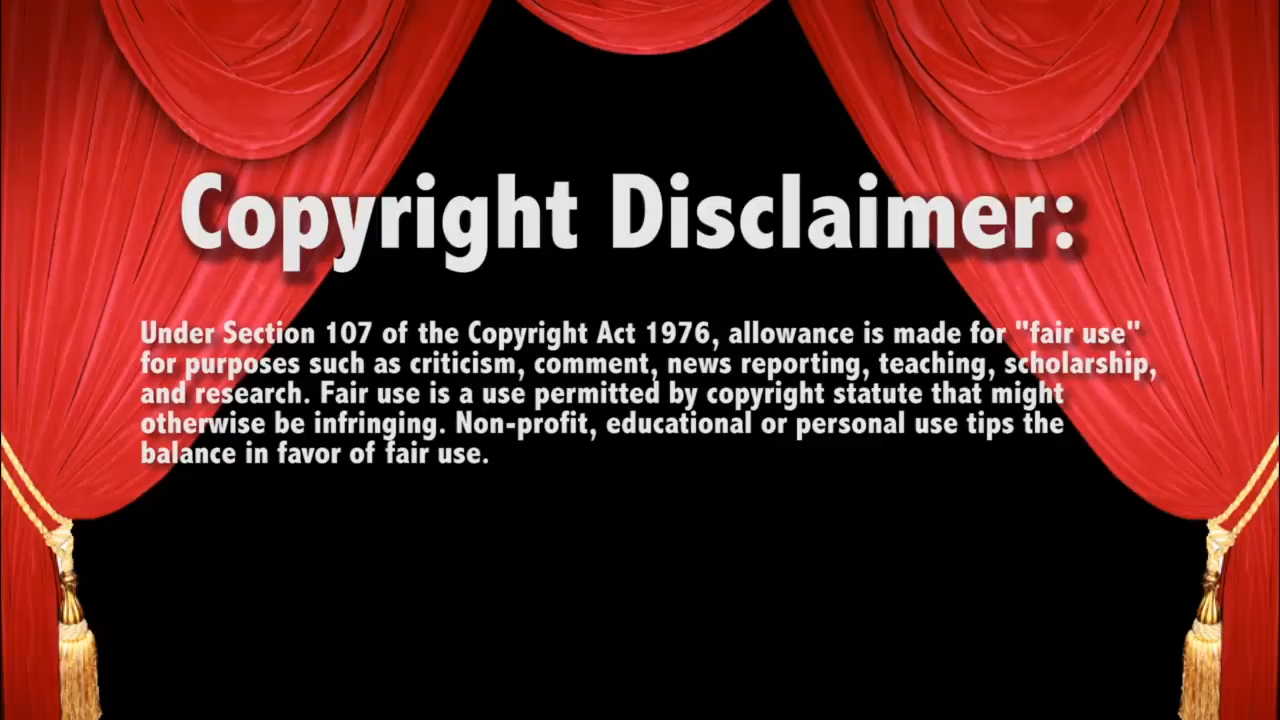 Copyright Disclaimer:
Under Section 107 of the Copyright Act 1976, allowance is made for "fair use"
for purposes such as criticism, comment, news reporting, teaching, scholarship,
and research. Fair use is a use permitted by copyright statute that might
otherwise be infringing. Non-profit, educational or personal use tips the
balance in favor of fair use.